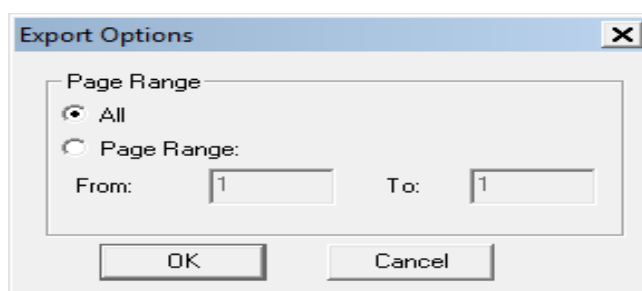 Export Options
Page Range
All
Page Range:
From: 1 To: 1
OK Cancel